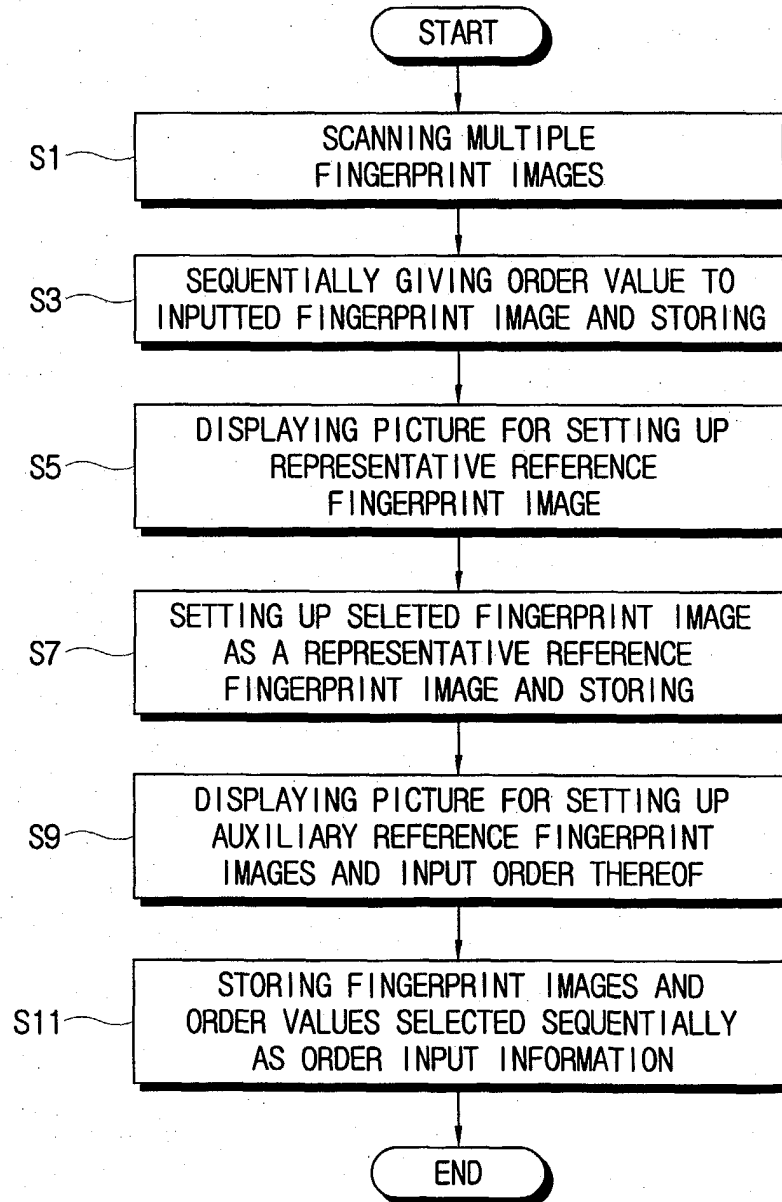 START
S1
SCANNING MULTIPLE
FINGERPRINT IMAGES
S3
SEQUENTIALLY GIVING ORDER VALUE TO
INPUTTED FINGERPRINT IMAGE AND STORING
S5
DISPLAYING PICTURE FOR SETTING UP
REPRESENTATIVE REFERENCE
FINGERPRINT IMAGE
S7
SETTING UP SELETED FINGERPRINT IMAGE
AS A REPRESENTATIVE REFERENCE
FINGERPRINT IMAGE AND STORING
S9
DISPLAYING PICTURE FOR SETTING UP
AUXILIARY REFERENCE FINGERPRINT
IMAGES AND INPUT ORDER THEREOF
S11
STORING FINGERPRINT IMAGES AND
ORDER VALUES SELECTED SEQUENTIALLY
AS ORDER INPUT INFORMATION
END